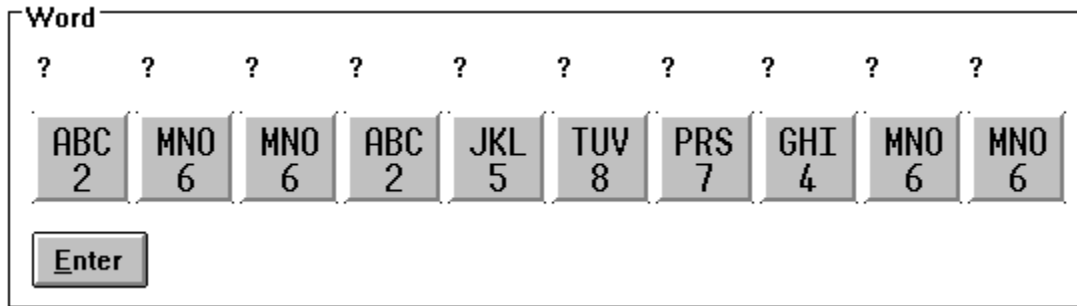 Word
? ? ? ? ? ? ? ? ? ?
ABC MNO MNO ABC JKL TUV PRS GHI MNO MNO
2 6 6 2 5 8 7 4 6 6
Enter